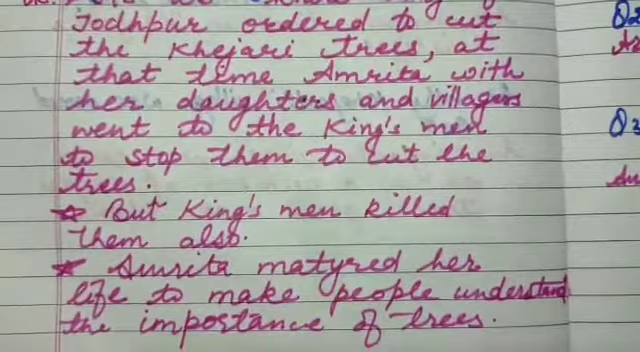 Jodhpur ordered to cut
the Khejari trees, at
that time Amrita with
her daughters and villagers
went to the King's men
to stop them to cut the
trees.
☆ But King's men killed
them also.
☆ Amrita matyred her
life to make people understand
the importance of trees.